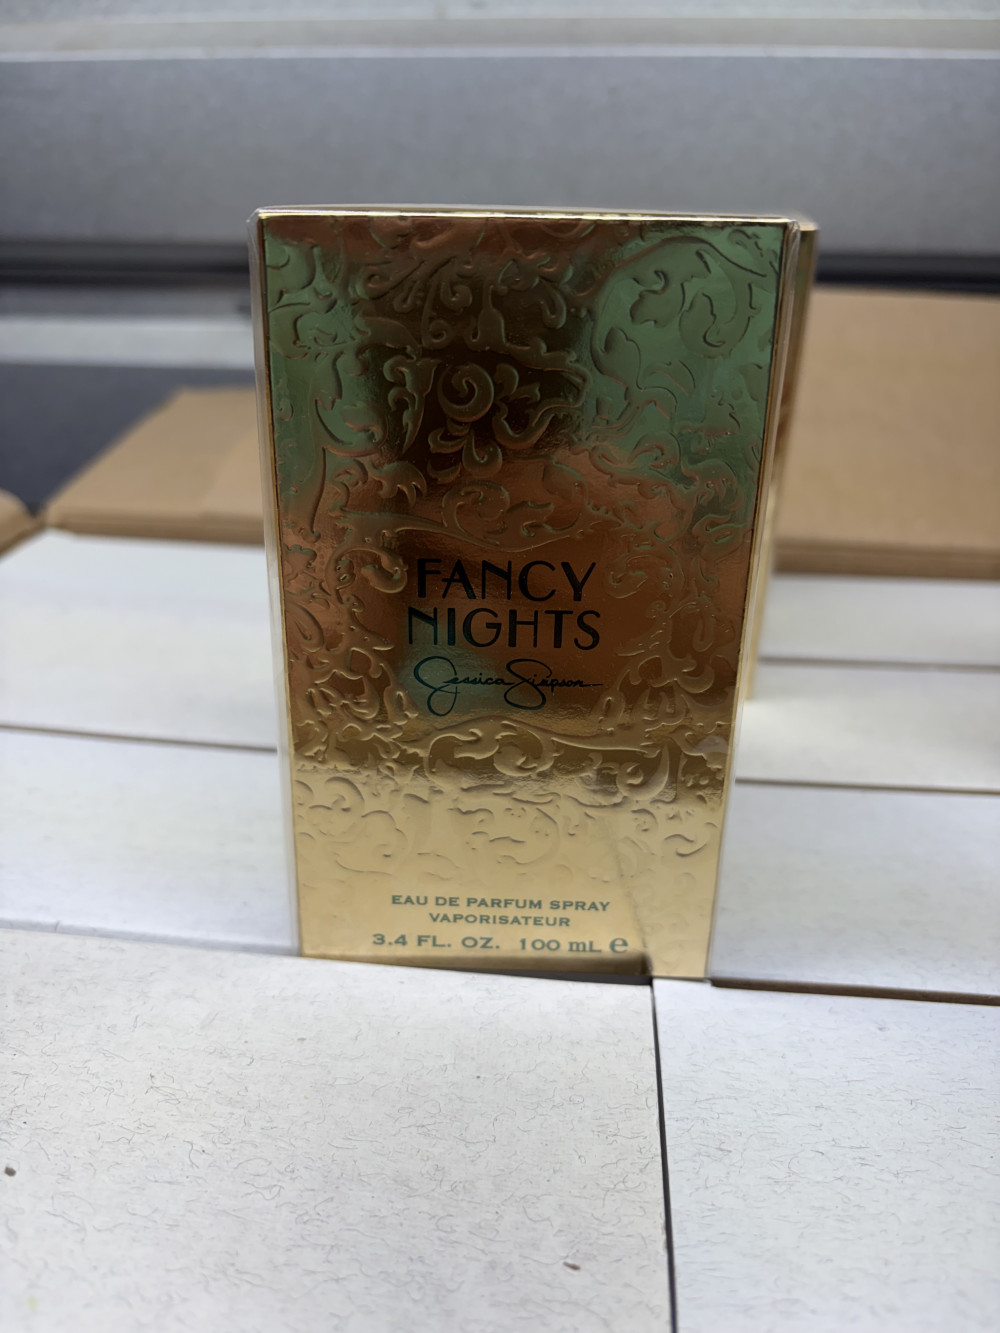 FANCY
NIGHTS
Jessica Simpson
EAU DE PARFUM SPRAY
VAPORISATEUR
3.4 FL. OZ. 100 mL ℮